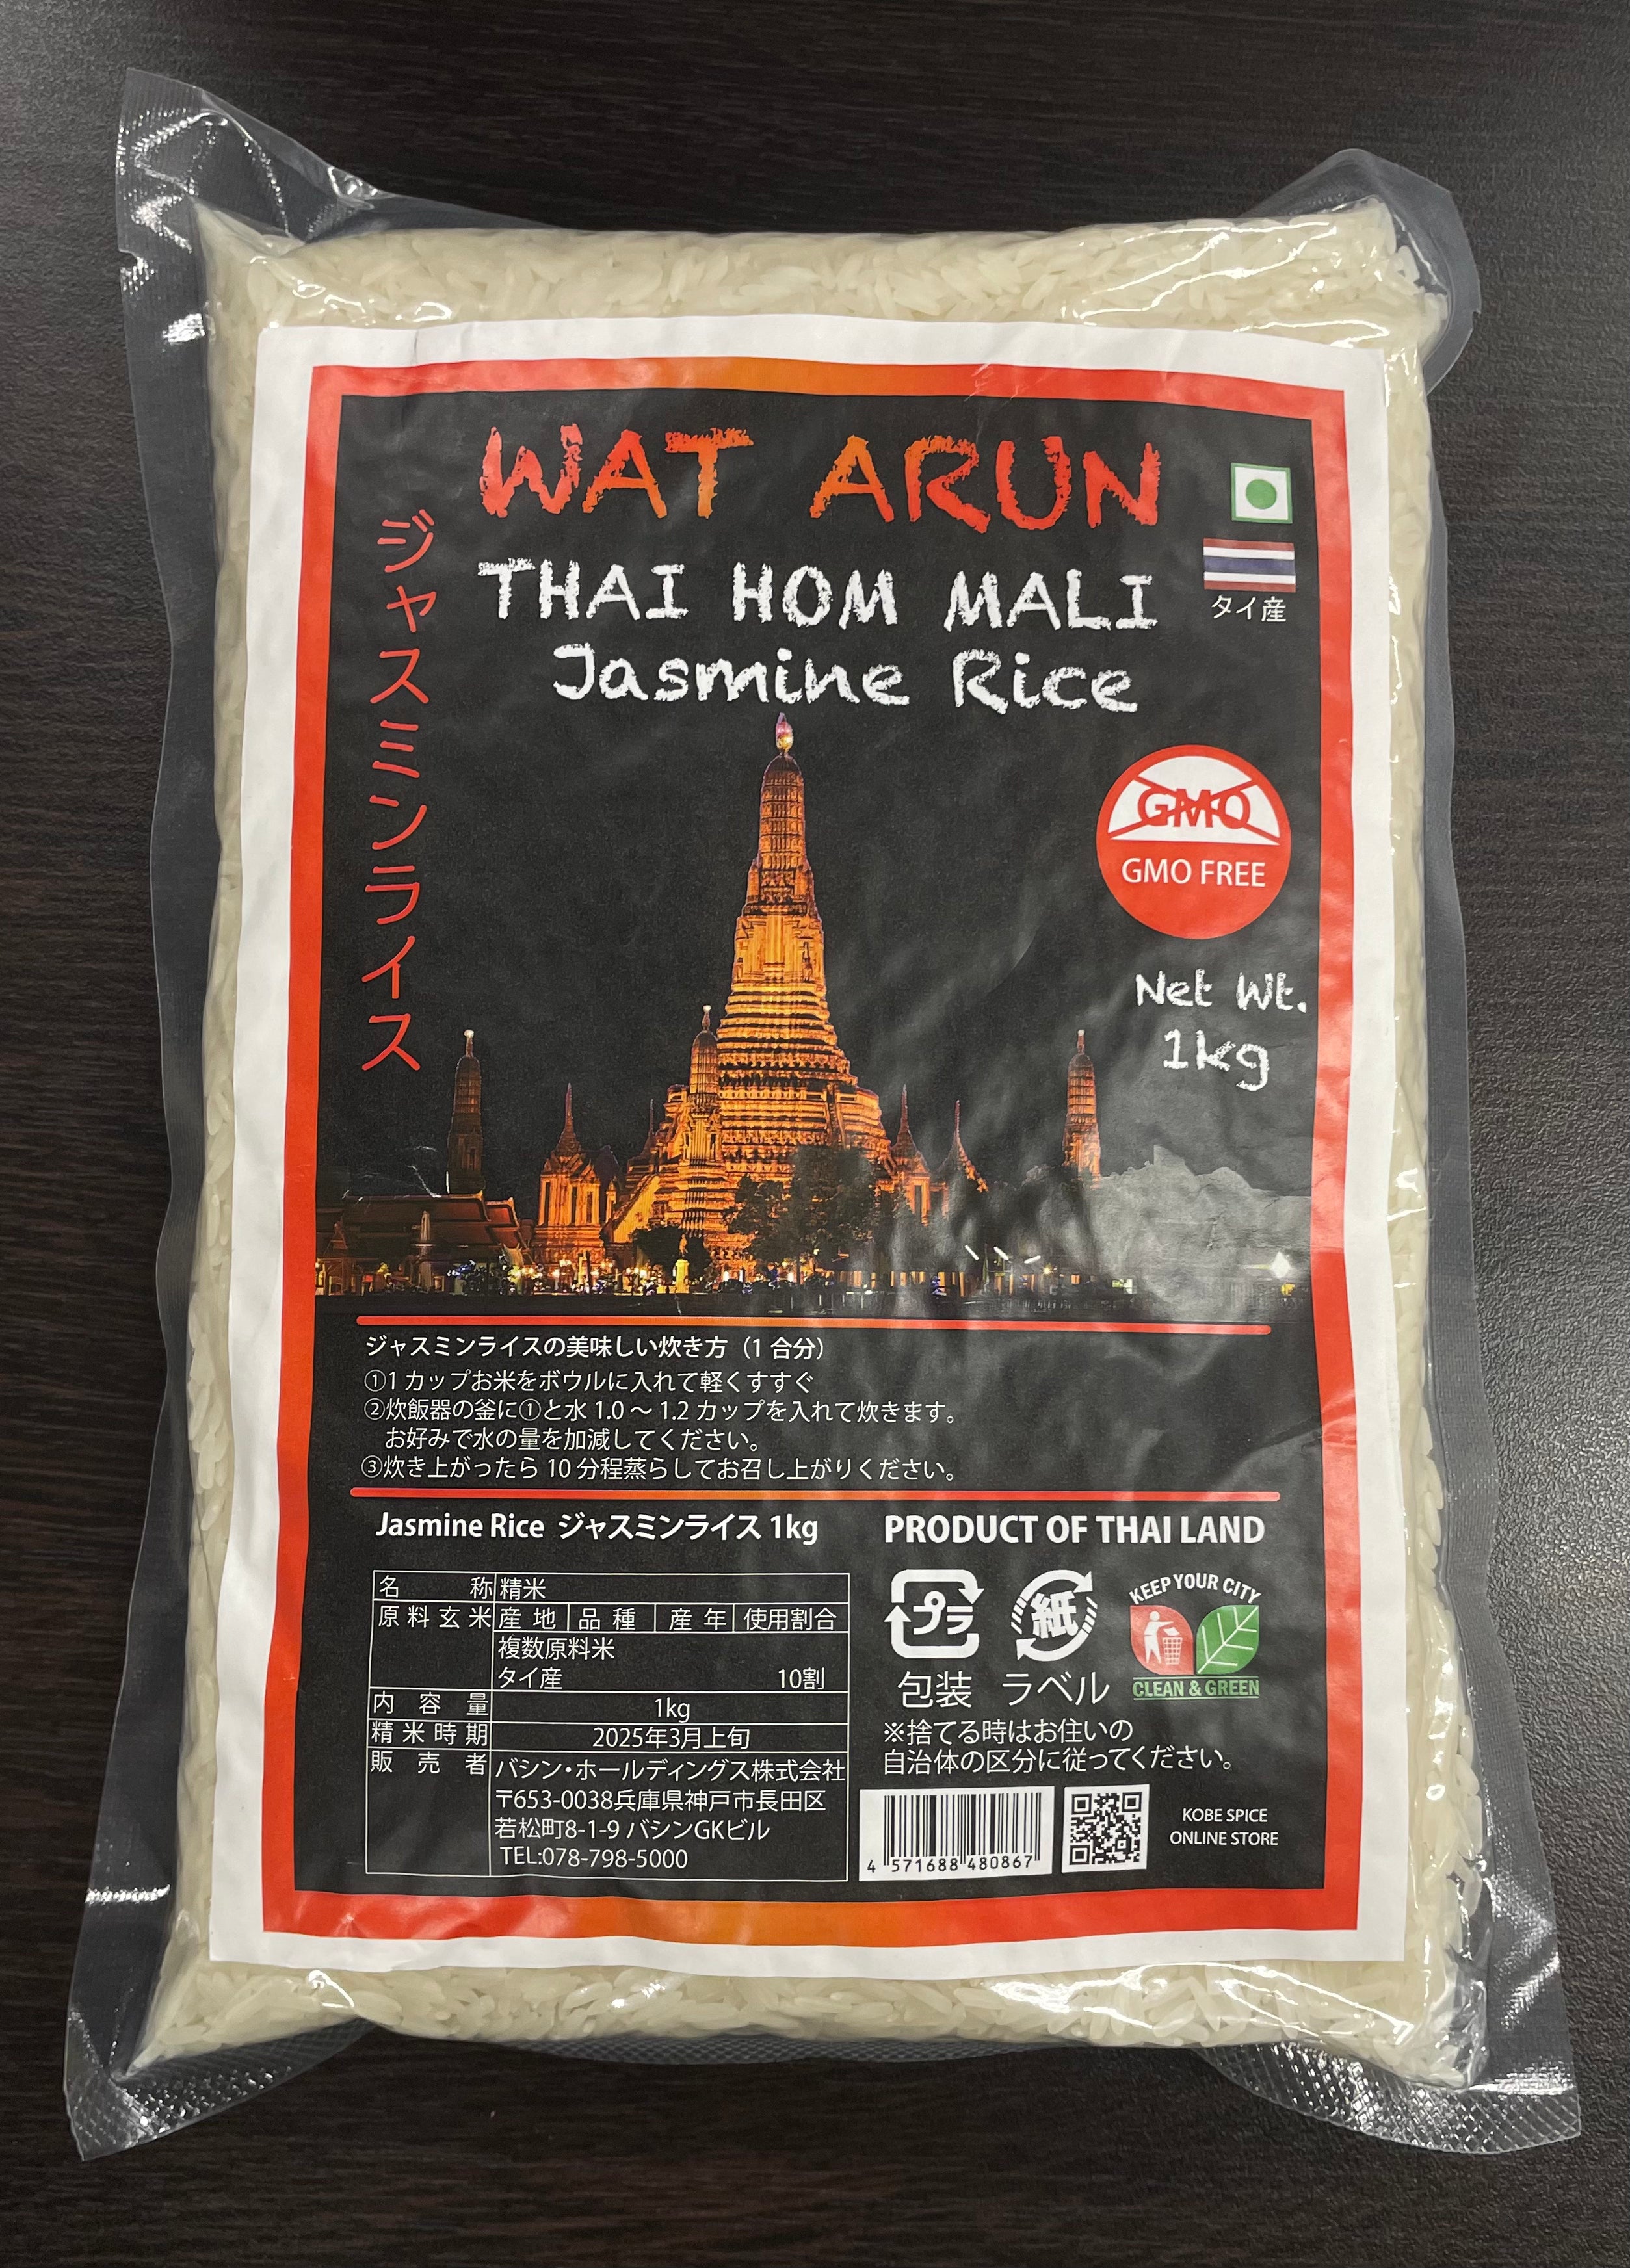 WAT ARUN
THAI HOM MALI
Jasmine Rice
ジャスミンライス
タイ産
GMO
GMO FREE
Net Wt.
1kg
ジャスミンライスの美味しい炊き方（1 合分）
①1 カップお米をボウルに入れて軽くすすぐ
②炊飯器の釜に①と水 1.0 〜 1.2 カップを入れて炊きます。
お好みで水の量を加減してください。
③炊き上がったら 10 分程蒸らしてお召し上がりください。
Jasmine Rice ジャスミンライス 1kg
名称 精米
原料玄米 産地 品種 産年 使用割合
複数原料米
タイ産 10割
内容量 1kg
精米時期 2025年3月上旬
販売者 バシン・ホールディングス株式会社
〒653-0038兵庫県神戸市長田区
若松町8-1-9 バシンGKビル
TEL:078-798-5000
PRODUCT OF THAI LAND
プラ
紙
KEEP YOUR CITY
CLEAN & GREEN
包装 ラベル
※捨てる時はお住いの
自治体の区分に従ってください。
4 571688 480867
KOBE SPICE
ONLINE STORE